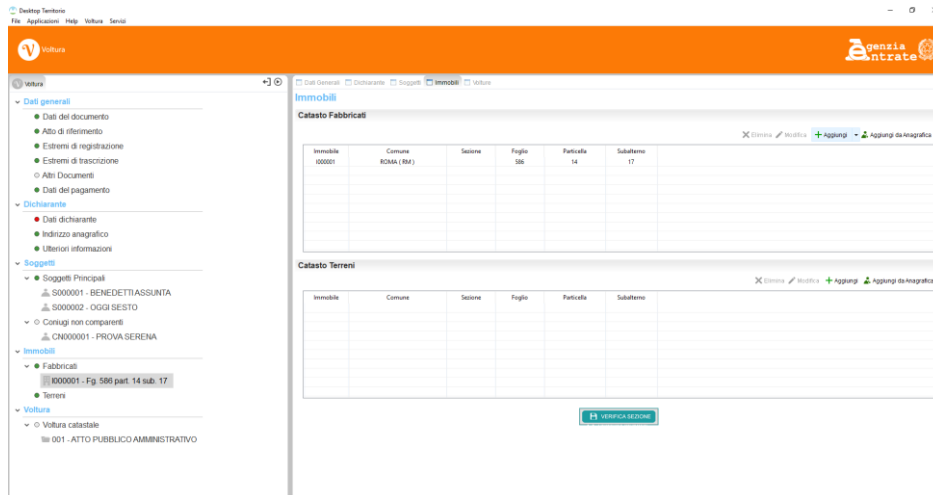 Desktop Territorio
File Applicazioni Help Volture Servizi
V Voltura
Agenzia
Entrate
Voltura
Dati Generali Dichiarante Soggetti Immobili Volture
Immobili
Dati generali
Dati del documento
Atto di riferimento
Estremi di registrazione
Estremi di trascrizione
Altri Documenti
Dati del pagamento
Dichiarante
Dati dichiarante
Indirizzo anagrafico
Ulteriori informazioni
Soggetti
Soggetti Principali
S000001 - BENEDETTI ASSUNTA
S000002 - OGGI SESTO
Coniugi non comparenti
CN000001 - PROVA SERENA
Immobili
Fabbricati
I000001 - Fg. 586 part. 14 sub. 17
Terreni
Voltura
Voltura catastale
001 - ATTO PUBBLICO AMMINISTRATIVO
Catasto Fabbricati
Elimina Modifica Aggiungi Aggiungi da Anagrafica
Immobile Comune Sezione Foglio Particella Subalterno
I000001 ROMA ( RM ) 586 14 17
Catasto Terreni
Elimina Modifica Aggiungi Aggiungi da Anagrafica
Immobile Comune Sezione Foglio Particella Subalterno
VERIFICA SEZIONE